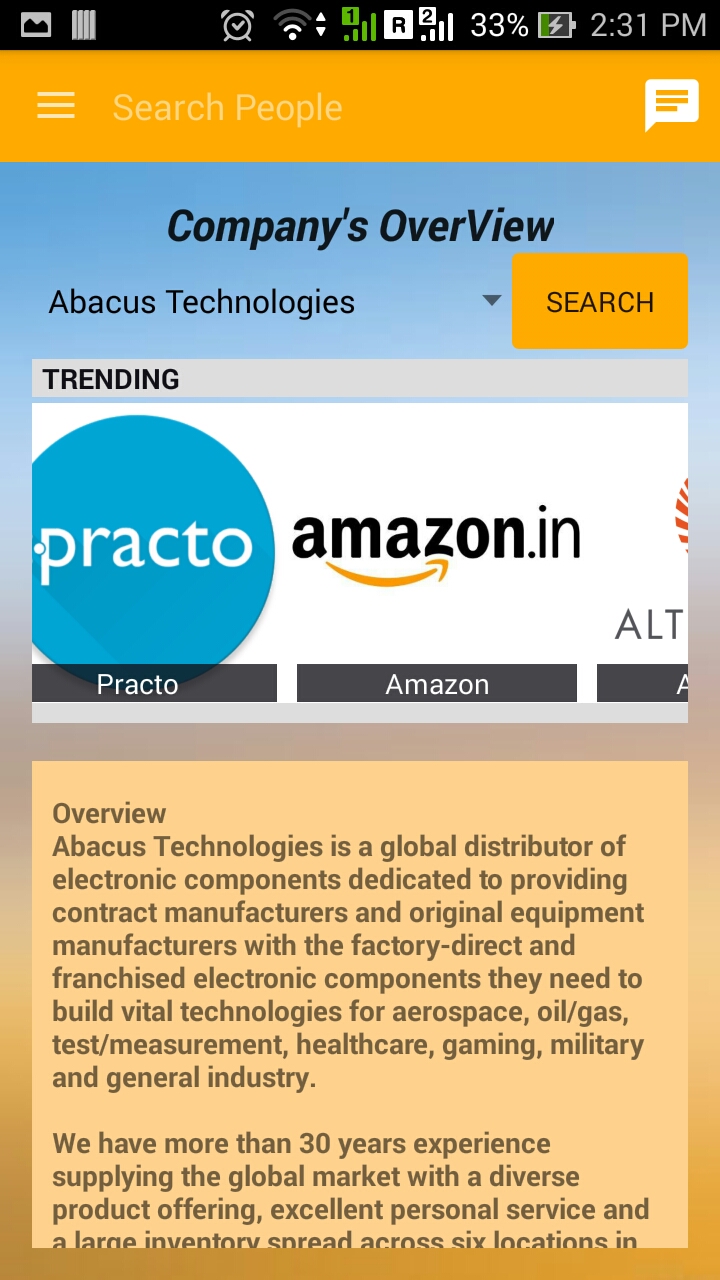 1 R 2 33% 2:31 PM
Search People
Company's OverView
Abacus Technologies
SEARCH
TRENDING
practo
amazon.in
ALT
Practo
Amazon
A
Overview
Abacus Technologies is a global distributor of
electronic components dedicated to providing
contract manufacturers and original equipment
manufacturers with the factory-direct and
franchised electronic components they need to
build vital technologies for aerospace, oil/gas,
test/measurement, healthcare, gaming, military
and general industry.
We have more than 30 years experience
supplying the global market with a diverse
product offering, excellent personal service and
a large inventory spread across six locations in